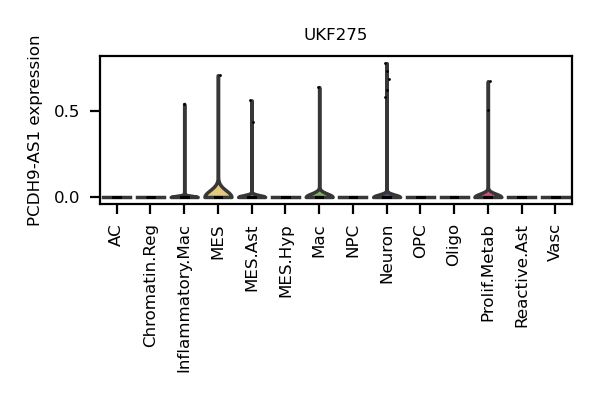 UKF275
PCDH9-AS1 expression
0.5
0.0
AC
Chromatin.Reg
Inflammatory.Mac
MES
MES.Ast
MES.Hyp
Mac
NPC
Neuron
OPC
Oligo
Prolif.Metab
Reactive.Ast
Vasc